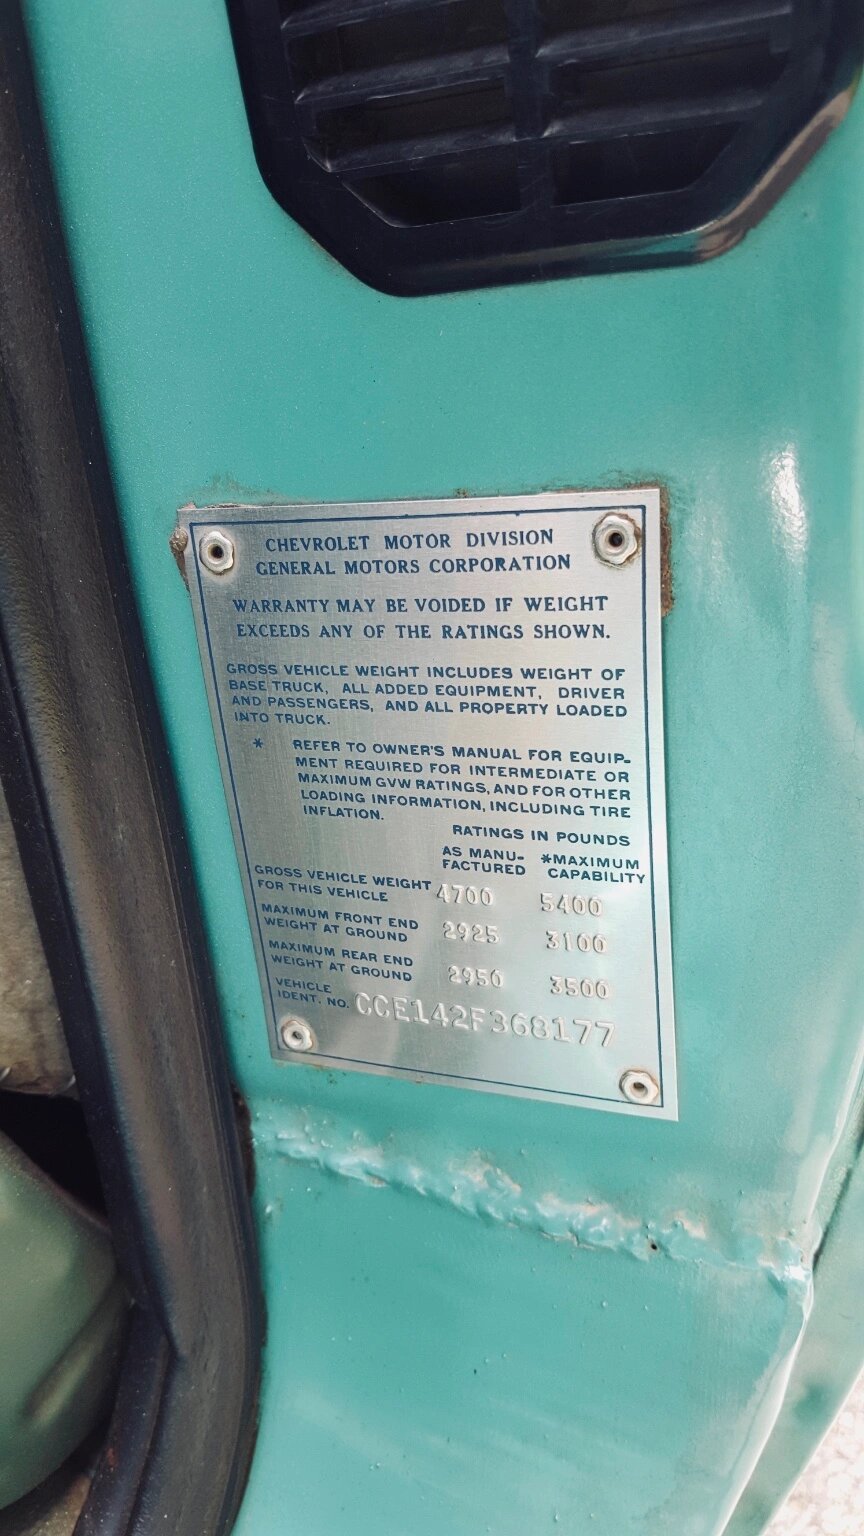 CHEVROLET MOTOR DIVISION
GENERAL MOTORS CORPORATION
WARRANTY MAY BE VOIDED IF WEIGHT
EXCEEDS ANY OF THE RATINGS SHOWN.
GROSS VEHICLE WEIGHT INCLUDES WEIGHT OF
BASE TRUCK, ALL ADDED EQUIPMENT, DRIVER
AND PASSENGERS, AND ALL PROPERTY LOADED
INTO TRUCK.
* REFER TO OWNER'S MANUAL FOR EQUIP-
MENT REQUIRED FOR INTERMEDIATE OR
MAXIMUM GVW RATINGS, AND FOR OTHER
LOADING INFORMATION, INCLUDING TIRE
INFLATION.
RATINGS IN POUNDS
AS MANU- *MAXIMUM
FACTURED CAPABILITY
GROSS VEHICLE WEIGHT
FOR THIS VEHICLE 4700 5400
MAXIMUM FRONT END
WEIGHT AT GROUND 2925 3100
MAXIMUM REAR END
WEIGHT AT GROUND 2950 3500
VEHICLE
IDENT. NO. CCE142F368177